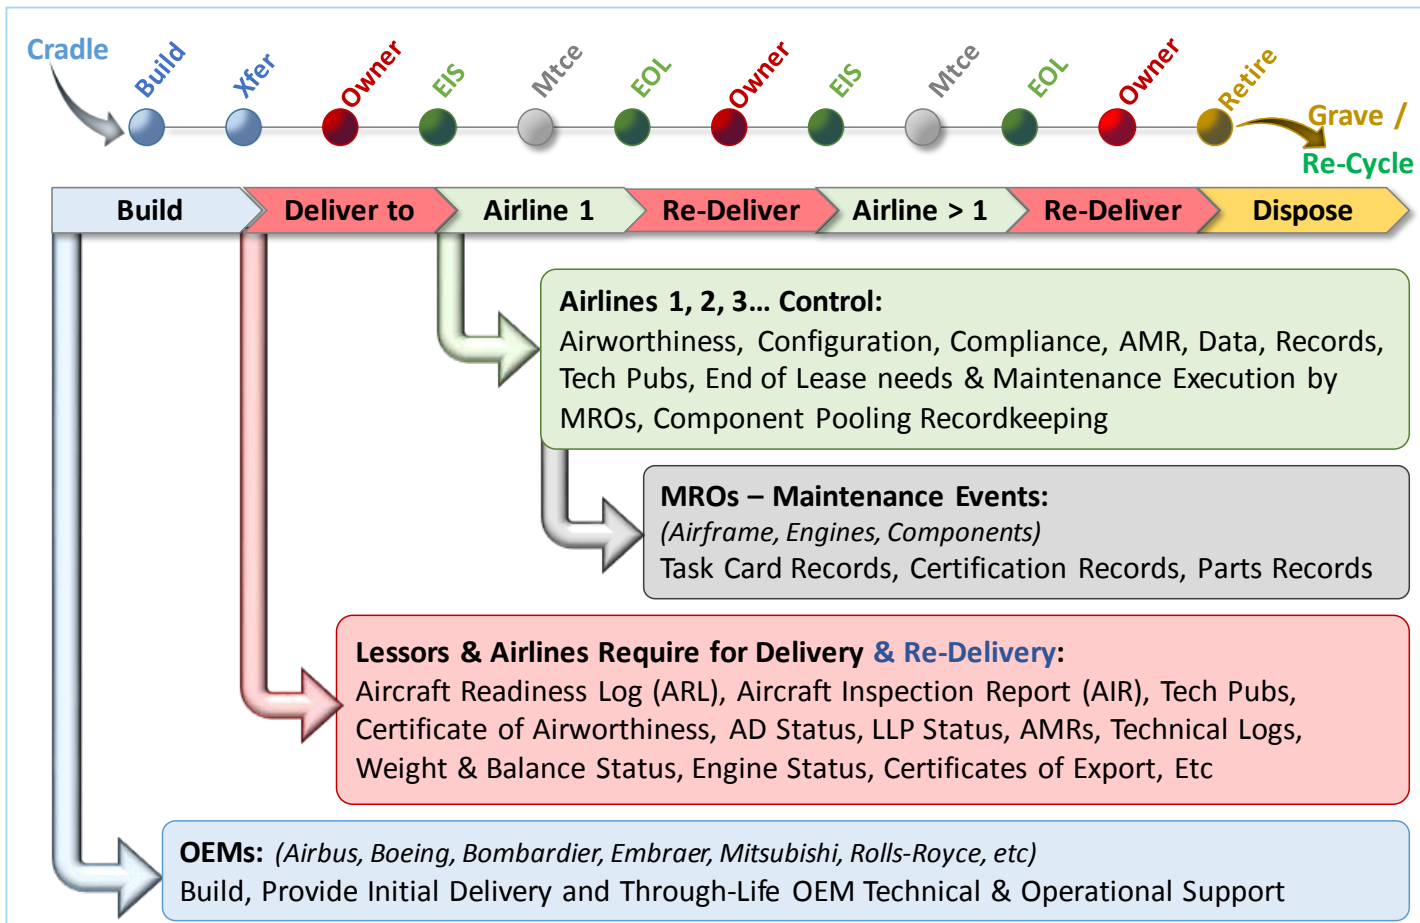 Cradle
Build
Xfer
Owner
EIS
Mtce
EOL
Owner
EIS
Mtce
EOL
Owner
Retire
Grave /
Re-Cycle
Build
Deliver to
Airline 1
Re-Deliver
Airline > 1
Re-Deliver
Dispose
Airlines 1, 2, 3... Control:
Airworthiness, Configuration, Compliance, AMR, Data, Records,
Tech Pubs, End of Lease needs & Maintenance Execution by
MROs, Component Pooling Recordkeeping
MROs – Maintenance Events:
(Airframe, Engines, Components)
Task Card Records, Certification Records, Parts Records
Lessors & Airlines Require for Delivery & Re-Delivery:
Aircraft Readiness Log (ARL), Aircraft Inspection Report (AIR), Tech Pubs,
Certificate of Airworthiness, AD Status, LLP Status, AMRs, Technical Logs,
Weight & Balance Status, Engine Status, Certificates of Export, Etc
OEMs: (Airbus, Boeing, Bombardier, Embraer, Mitsubishi, Rolls-Royce, etc)
Build, Provide Initial Delivery and Through-Life OEM Technical & Operational Support